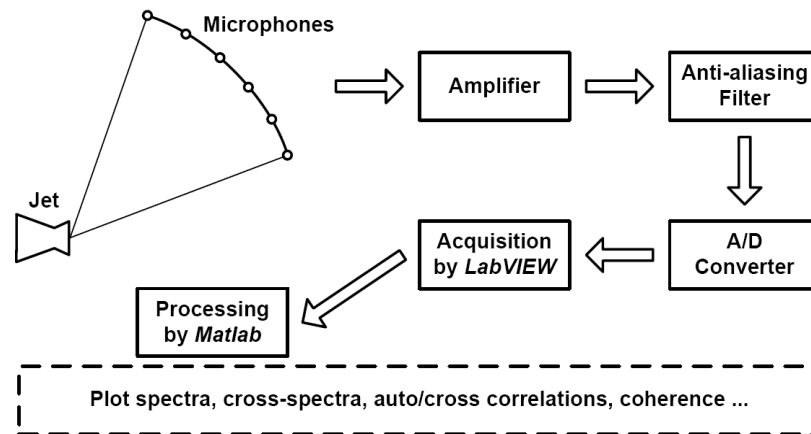 Microphones
Amplifier
Anti-aliasing
Filter
Jet
Acquisition
by LabVIEW
A/D
Converter
Processing
by Matlab
Plot spectra, cross-spectra, auto/cross correlations, coherence ...